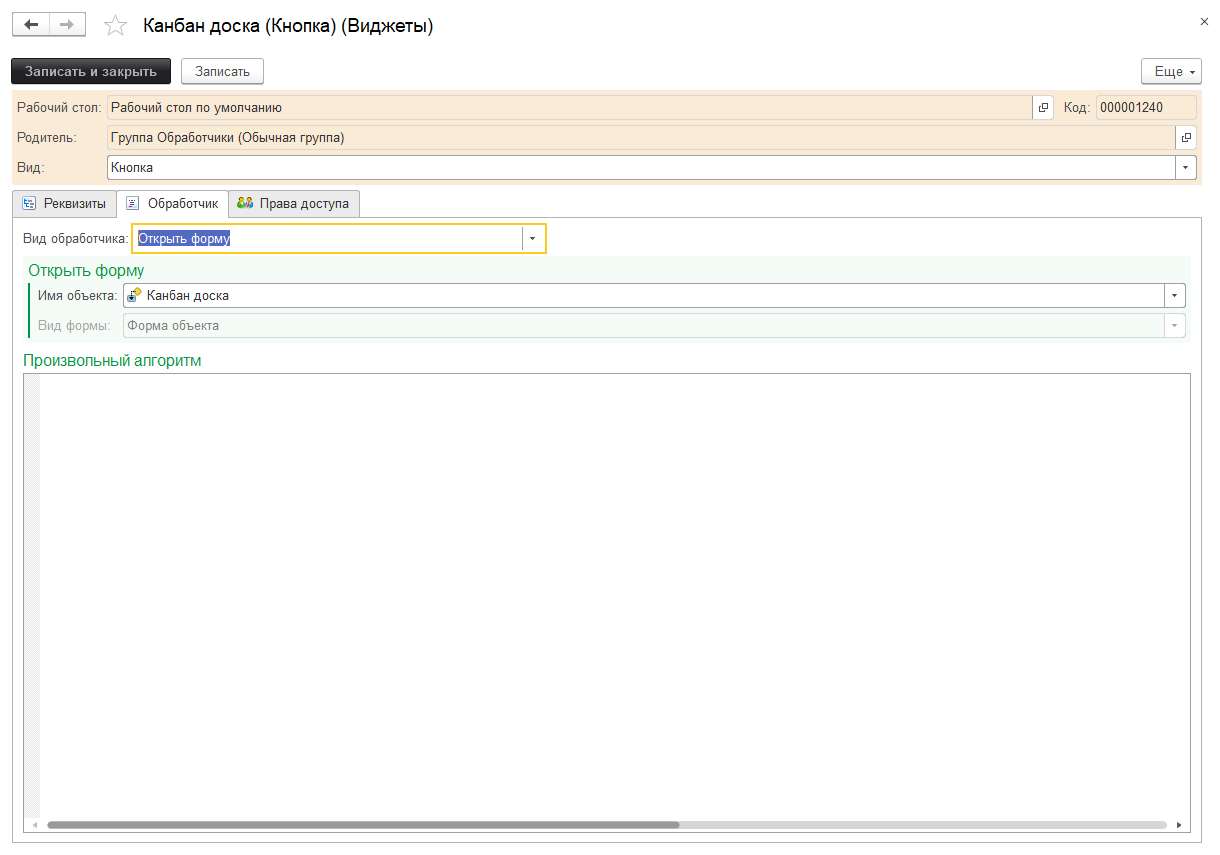 Канбан доска (Кнопка) (Виджеты)
Записать и закрыть Записать Еще
Рабочий стол: Рабочий стол по умолчанию Код: 000001240
Родитель: Группа Обработчики (Обычная группа)
Вид: Кнопка
Реквизиты Обработчик Права доступа
Вид обработчика: Открыть форму
Открыть форму
Имя объекта: Канбан доска
Вид формы: Форма объекта
Произвольный алгоритм